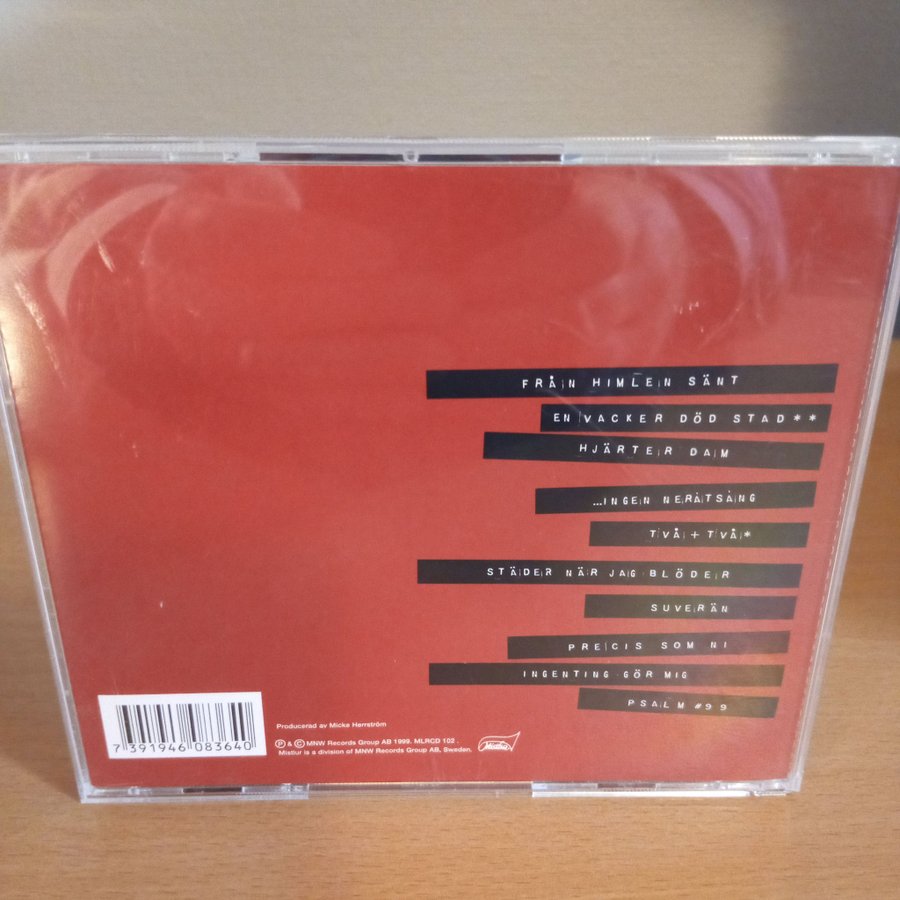 FRÅN HIMLEN SÄNT
EN VACKER DÖD STAD**
HJÄRTER DAM
...INGEN NERÅTSÅNG
TVÅ + TVÅ*
STÄDER NÄR JAG BLÖDER
SUVERÄN
PRECIS SOM NI
INGENTING GÖR MIG
PSALM #99
Producerad av Micke Herrström
Ⓟ & © MNW Records Group AB 1999. MLRCD 102 .
Mistlur is a division of MNW Records Group AB, Sweden.
Mistlur
7 391946 083640